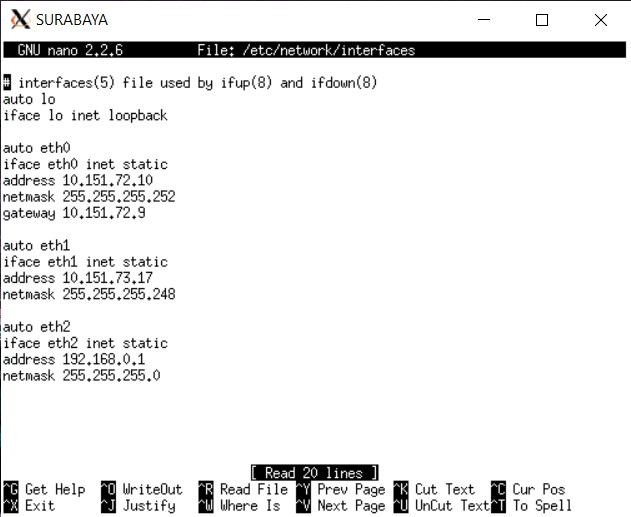 SURABAYA
GNU nano 2.2.6 File: /etc/network/interfaces
# interfaces(5) file used by ifup(8) and ifdown(8)
auto lo
iface lo inet loopback
auto eth0
iface eth0 inet static
address 10.151.72.10
netmask 255.255.255.252
gateway 10.151.72.9
auto eth1
iface eth1 inet static
address 10.151.73.17
netmask 255.255.255.248
auto eth2
iface eth2 inet static
address 192.168.0.1
netmask 255.255.255.0
[ Read 20 lines ]
^G Get Help ^O WriteOut ^R Read File ^Y Prev Page ^K Cut Text ^C Cur Pos
^X Exit ^J Justify ^W Where Is ^V Next Page ^U UnCut Text ^T To Spell